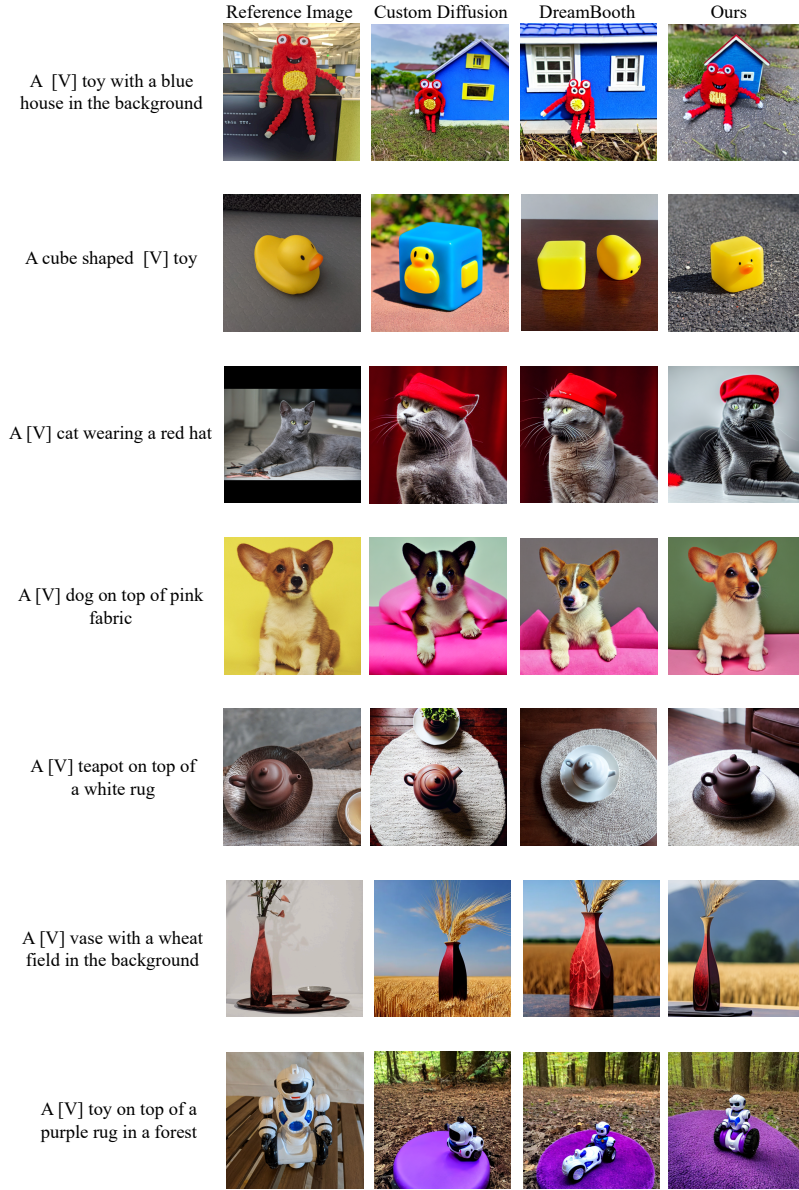 Reference Image Custom Diffusion DreamBooth Ours
A [V] toy with a blue
house in the background
A cube shaped [V] toy
A [V] cat wearing a red hat
A [V] dog on top of pink
fabric
A [V] teapot on top of
a white rug
A [V] vase with a wheat
field in the background
A [V] toy on top of a
purple rug in a forest